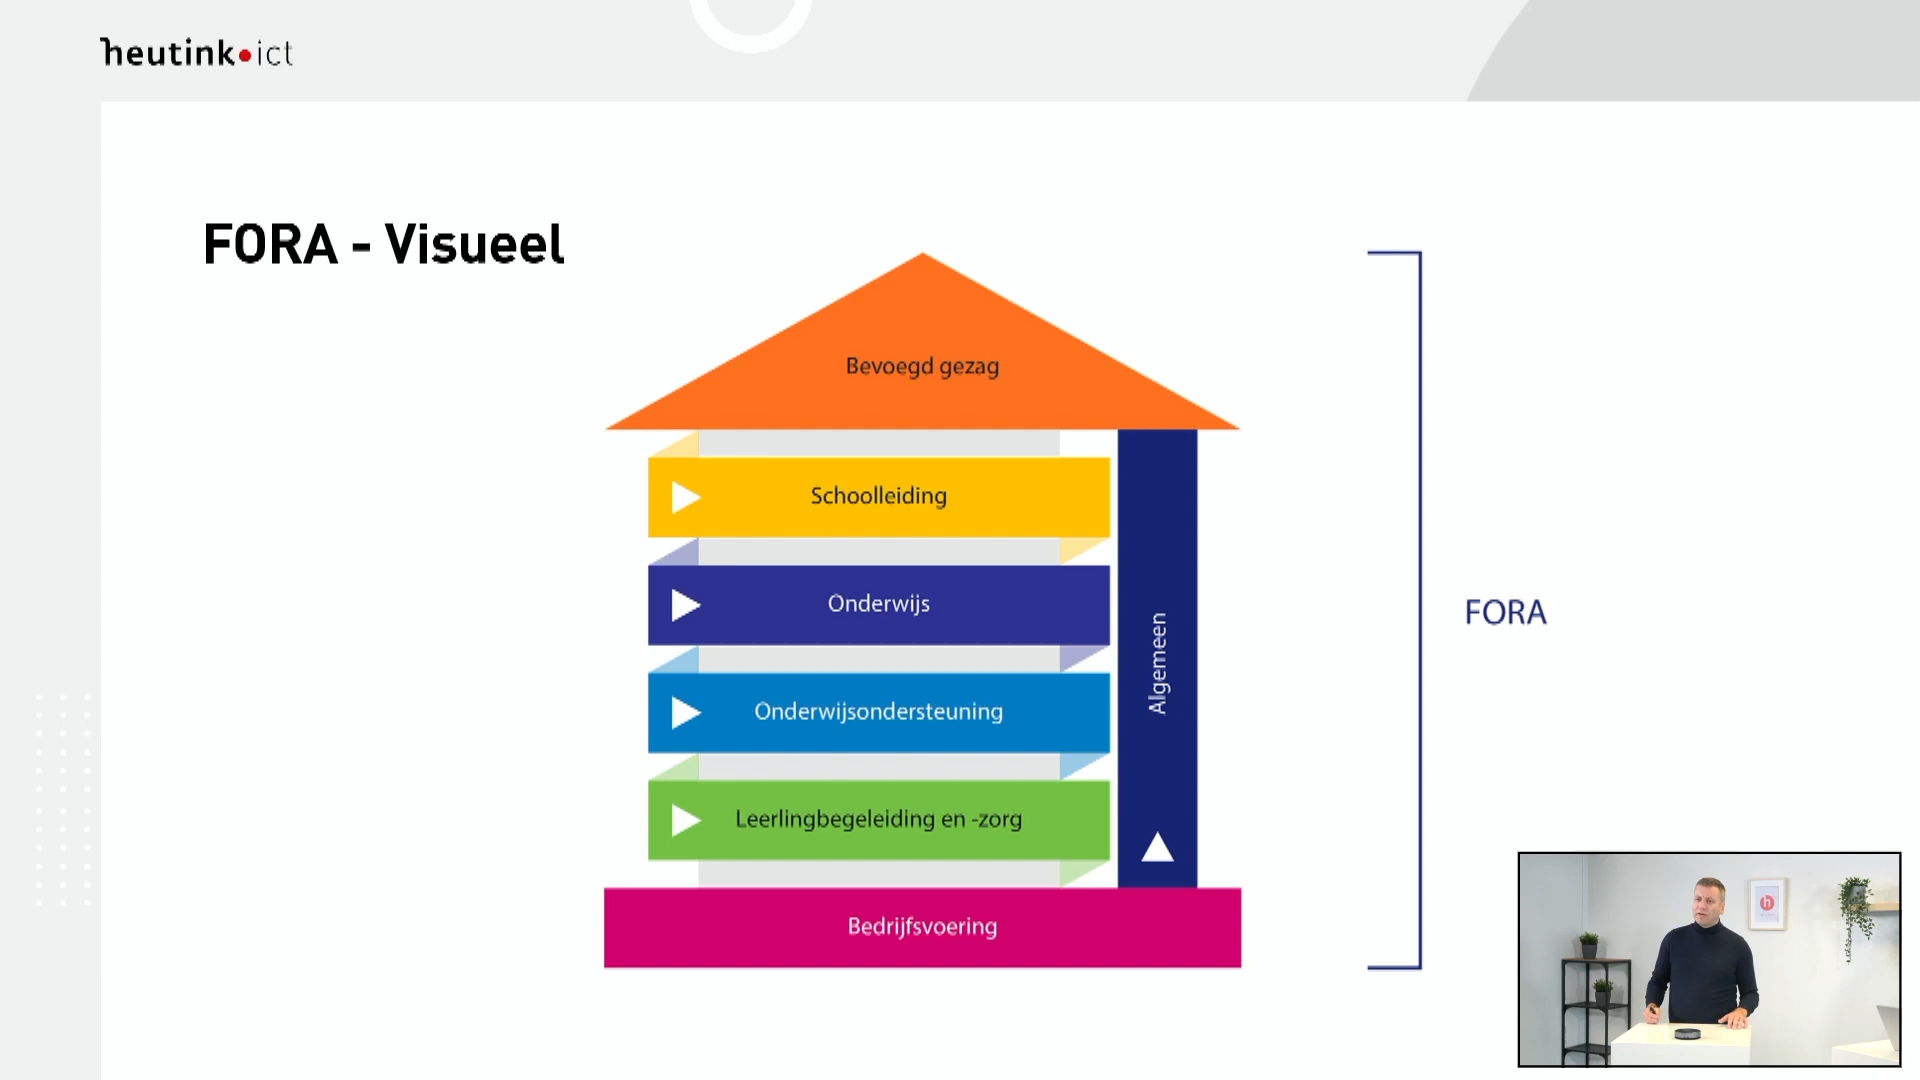 heutink•ict
FORA - Visueel
Bevoegd gezag
Schoolleiding
Onderwijs
Onderwijsondersteuning
Leerlingbegeleiding en -zorg
Algemeen
Bedrijfsvoering
FORA
h